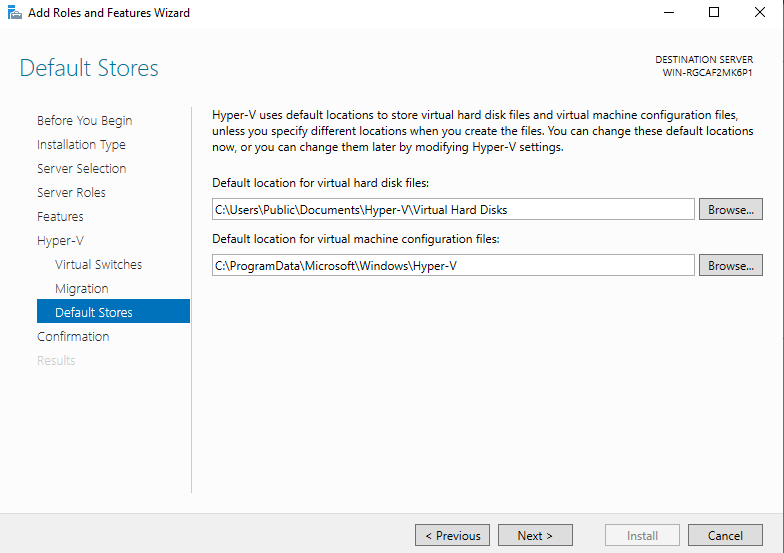 Add Roles and Features Wizard
Default Stores
DESTINATION SERVER
WIN-RGCAF2MK6P1
Before You Begin
Installation Type
Server Selection
Server Roles
Features
Hyper-V
Virtual Switches
Migration
Default Stores
Confirmation
Results
Hyper-V uses default locations to store virtual hard disk files and virtual machine configuration files,
unless you specify different locations when you create the files. You can change these default locations
now, or you can change them later by modifying Hyper-V settings.
Default location for virtual hard disk files:
C:\Users\Public\Documents\Hyper-V\Virtual Hard Disks
Browse...
Default location for virtual machine configuration files:
C:\ProgramData\Microsoft\Windows\Hyper-V
Browse...
< Previous
Next >
Install
Cancel